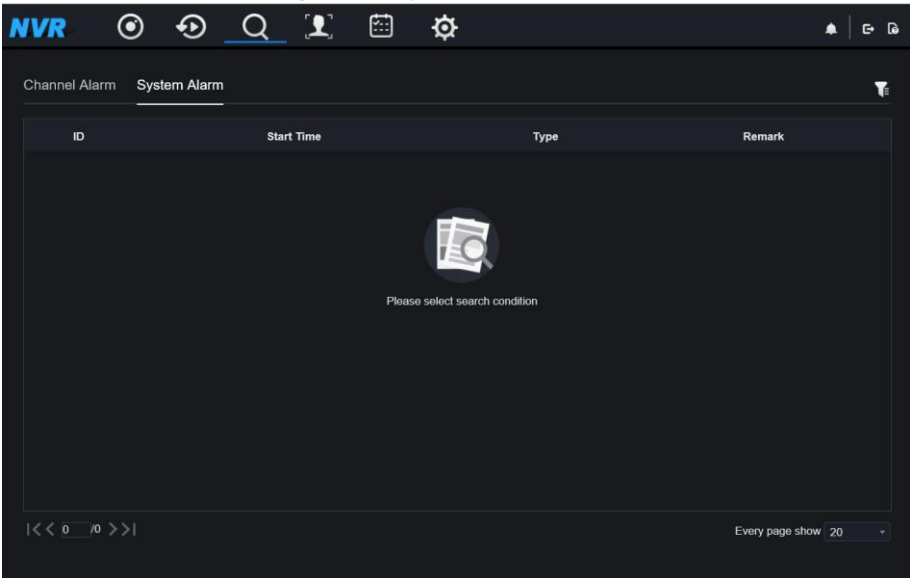 NVR
Channel Alarm System Alarm
ID Start Time Type Remark
Please select search condition
0 /0 Every page show 20